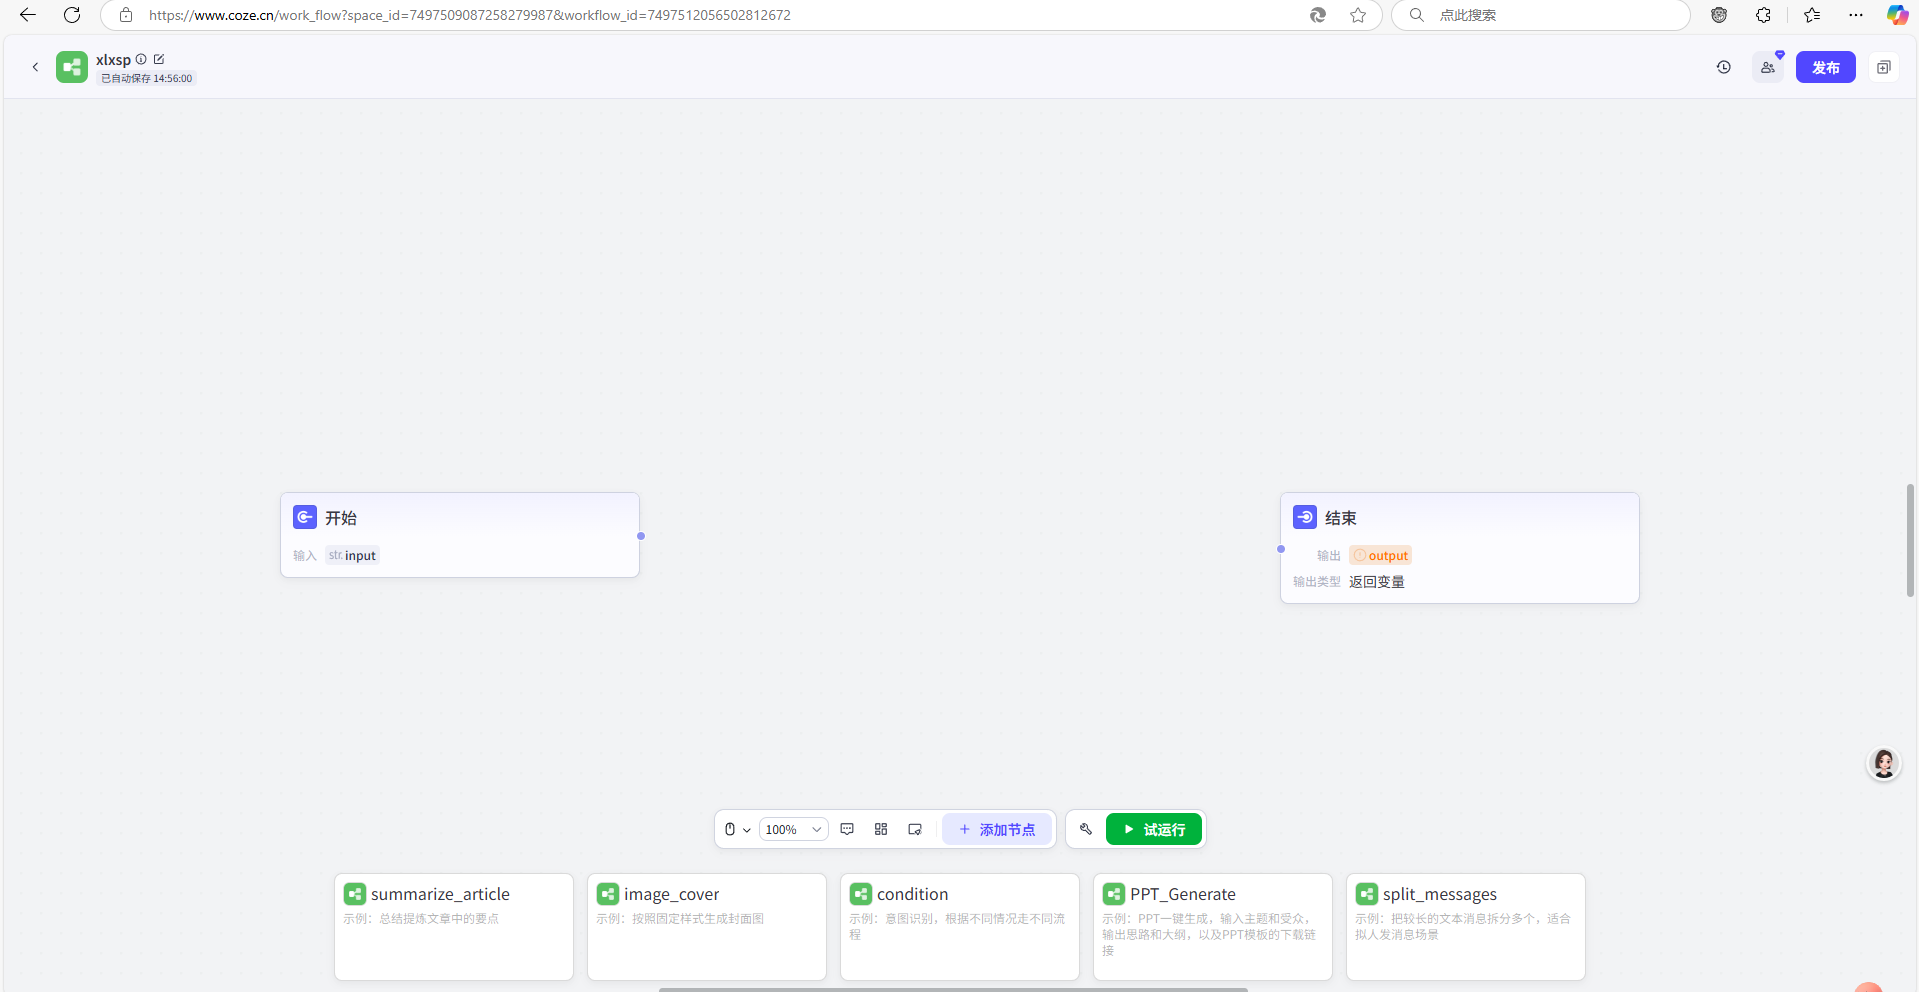 https://www.coze.cn/work_flow?space_id=7497509087258279987&workflow_id=7497512056502812672
点此搜索
xlxsp
已自动保存 14:56:00
发布
开始
输入 str. input
结束
输出 output
输出类型 返回变量
100%
添加节点
试运行
summarize_article
示例：总结提炼文章中的要点
image_cover
示例：按照固定样式生成封面图
condition
示例：意图识别，根据不同情况走不同流
程
PPT_Generate
示例：PPT一键生成，输入主题和受众，
输出思路和大纲，以及PPT模板的下载链
接
split_messages
示例：把较长的文本消息拆分多个，适合
拟人发消息场景